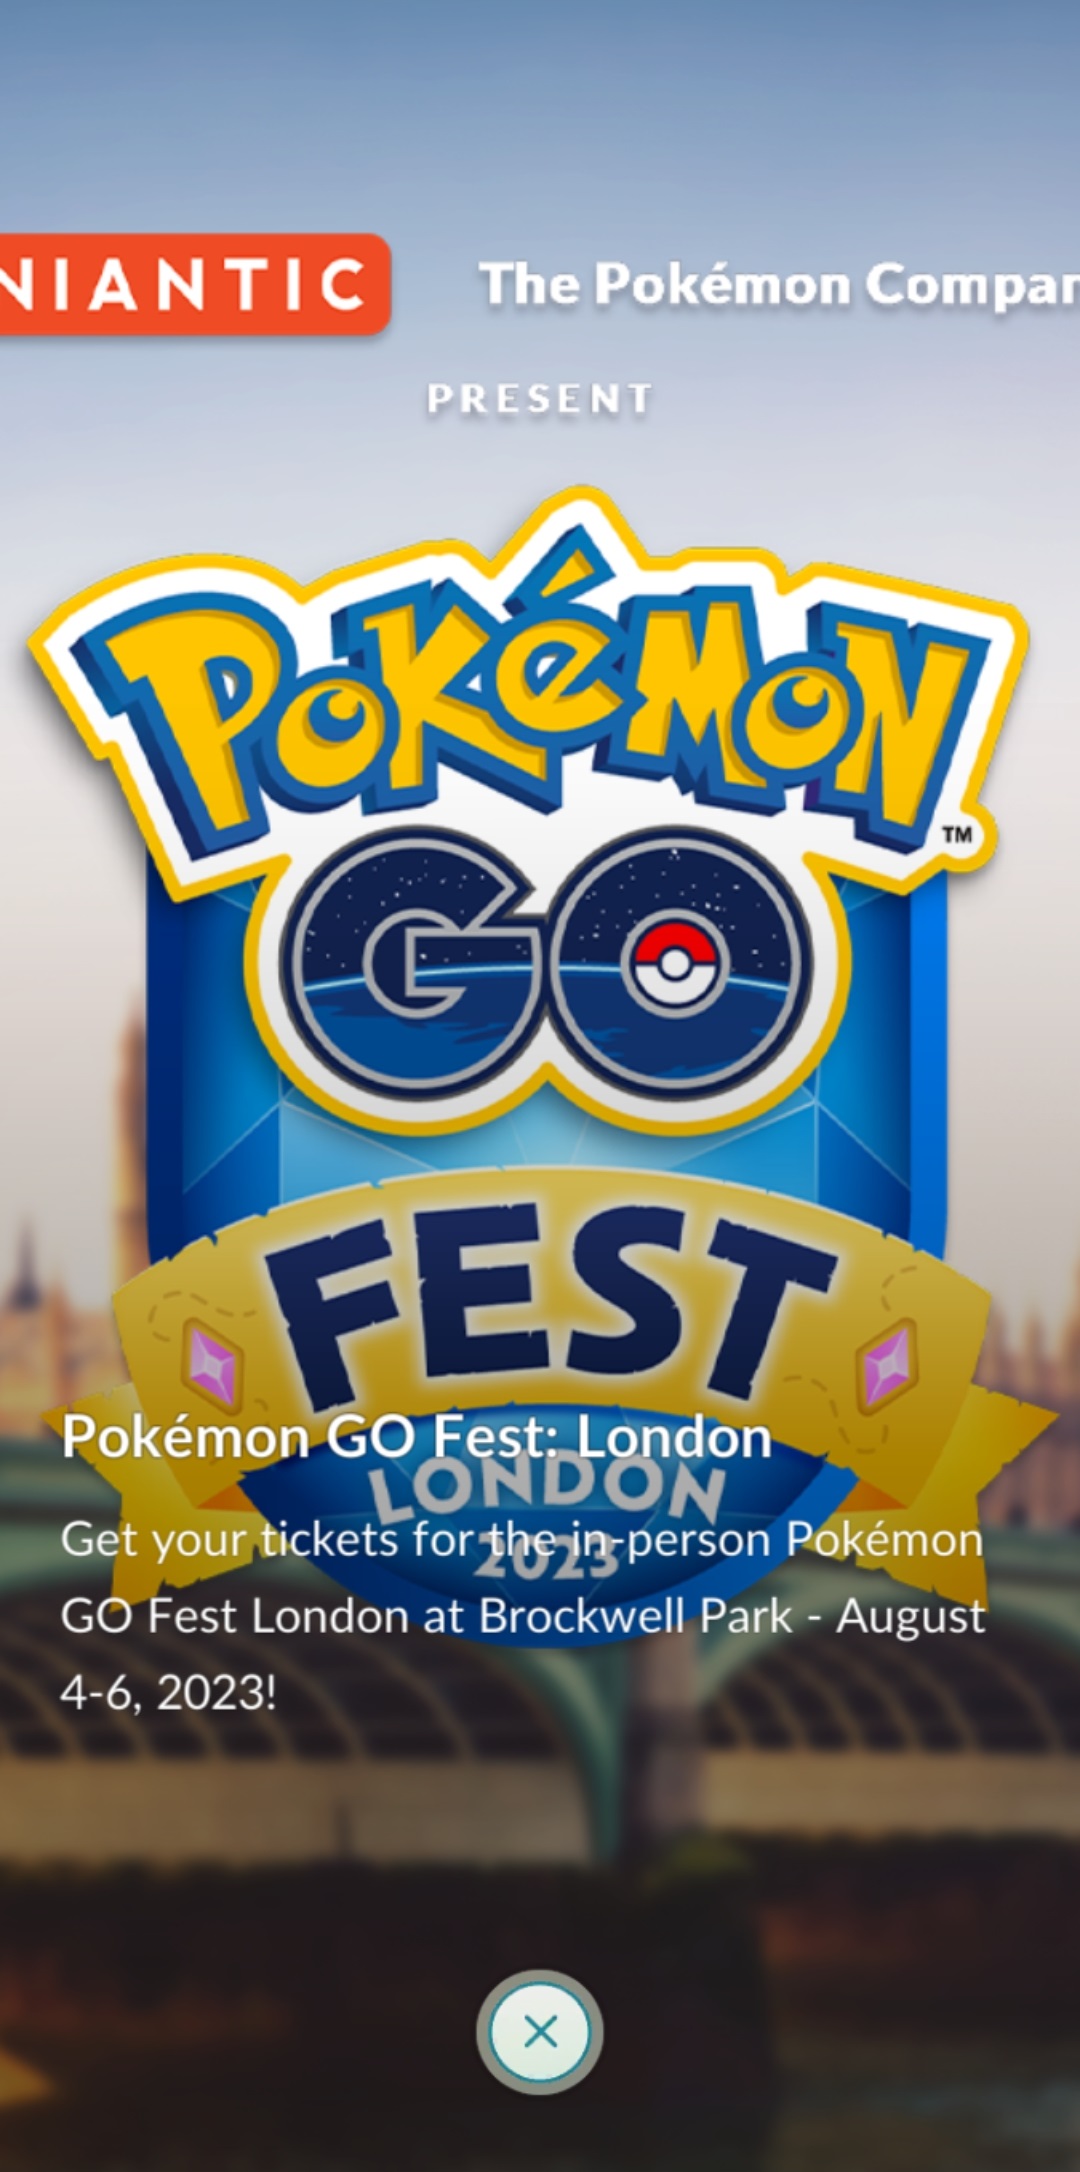 NIANTIC The Pokémon Compan
PRESENT
POKéMON
TM
GO
FEST
LONDON
2023
Pokémon GO Fest: London
Get your tickets for the in-person Pokémon
GO Fest London at Brockwell Park - August
4-6, 2023!